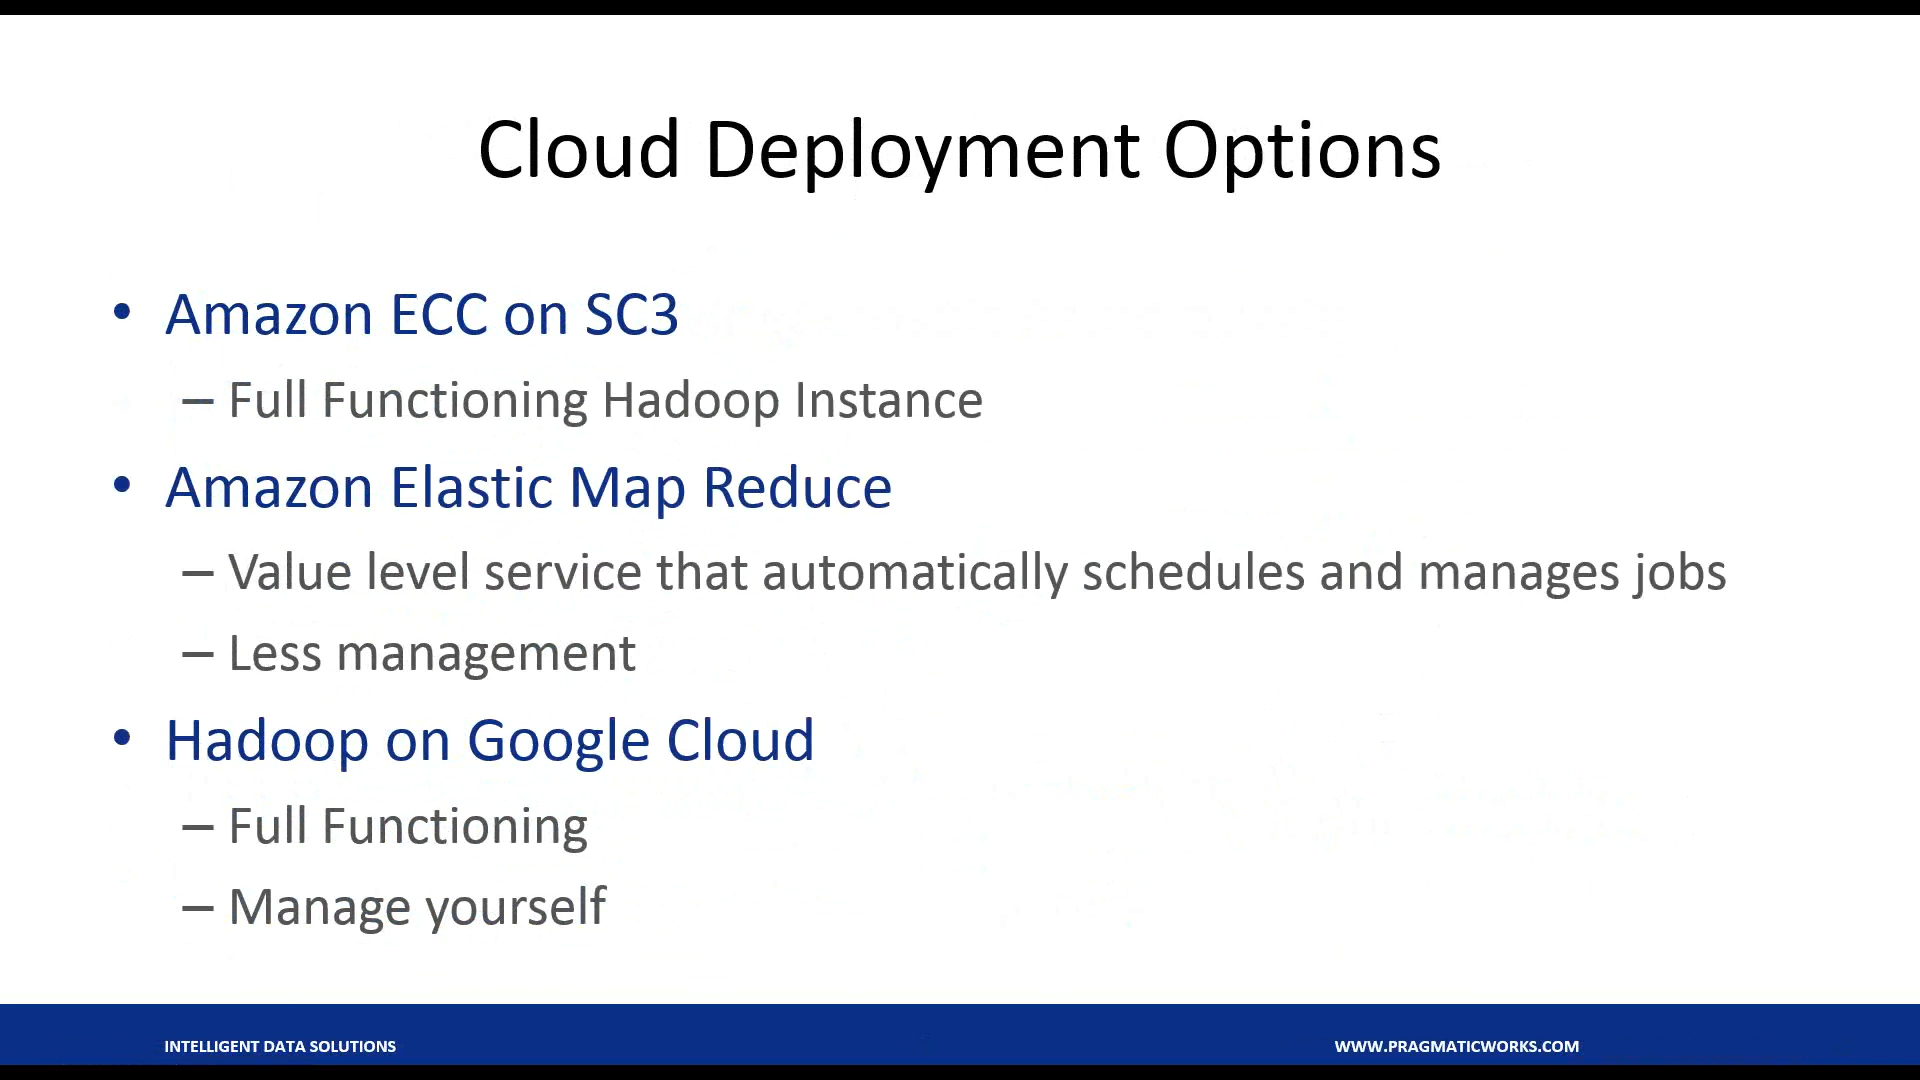 Cloud Deployment Options
• Amazon ECC on SC3
– Full Functioning Hadoop Instance
• Amazon Elastic Map Reduce
– Value level service that automatically schedules and manages jobs
– Less management
• Hadoop on Google Cloud
– Full Functioning
– Manage yourself
INTELLIGENT DATA SOLUTIONS
WWW.PRAGMATICWORKS.COM